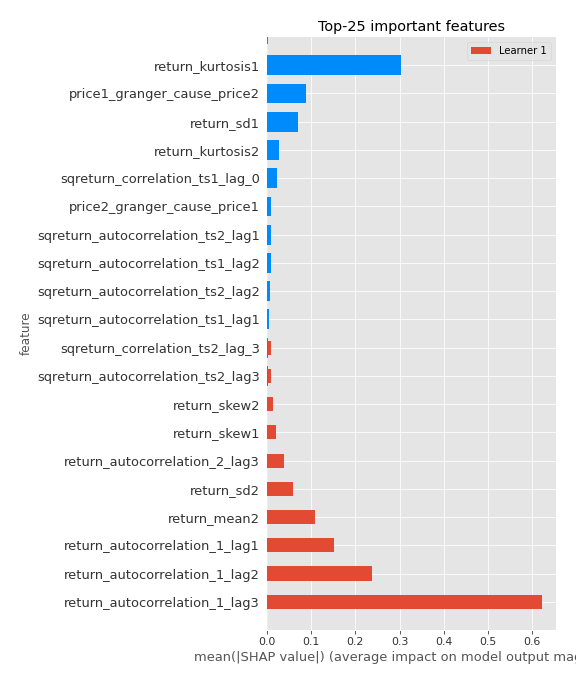 Top-25 important features
Learner 1
return_kurtosis1
price1_granger_cause_price2
return_sd1
return_kurtosis2
sqreturn_correlation_ts1_lag_0
price2_granger_cause_price1
sqreturn_autocorrelation_ts2_lag1
sqreturn_autocorrelation_ts1_lag2
sqreturn_autocorrelation_ts2_lag2
sqreturn_autocorrelation_ts1_lag1
sqreturn_correlation_ts2_lag_3
sqreturn_autocorrelation_ts2_lag3
return_skew2
return_skew1
return_autocorrelation_2_lag3
return_sd2
return_mean2
return_autocorrelation_1_lag1
return_autocorrelation_1_lag2
return_autocorrelation_1_lag3
feature
0.0 0.1 0.2 0.3 0.4 0.5 0.6
mean(|SHAP value|) (average impact on model output mag